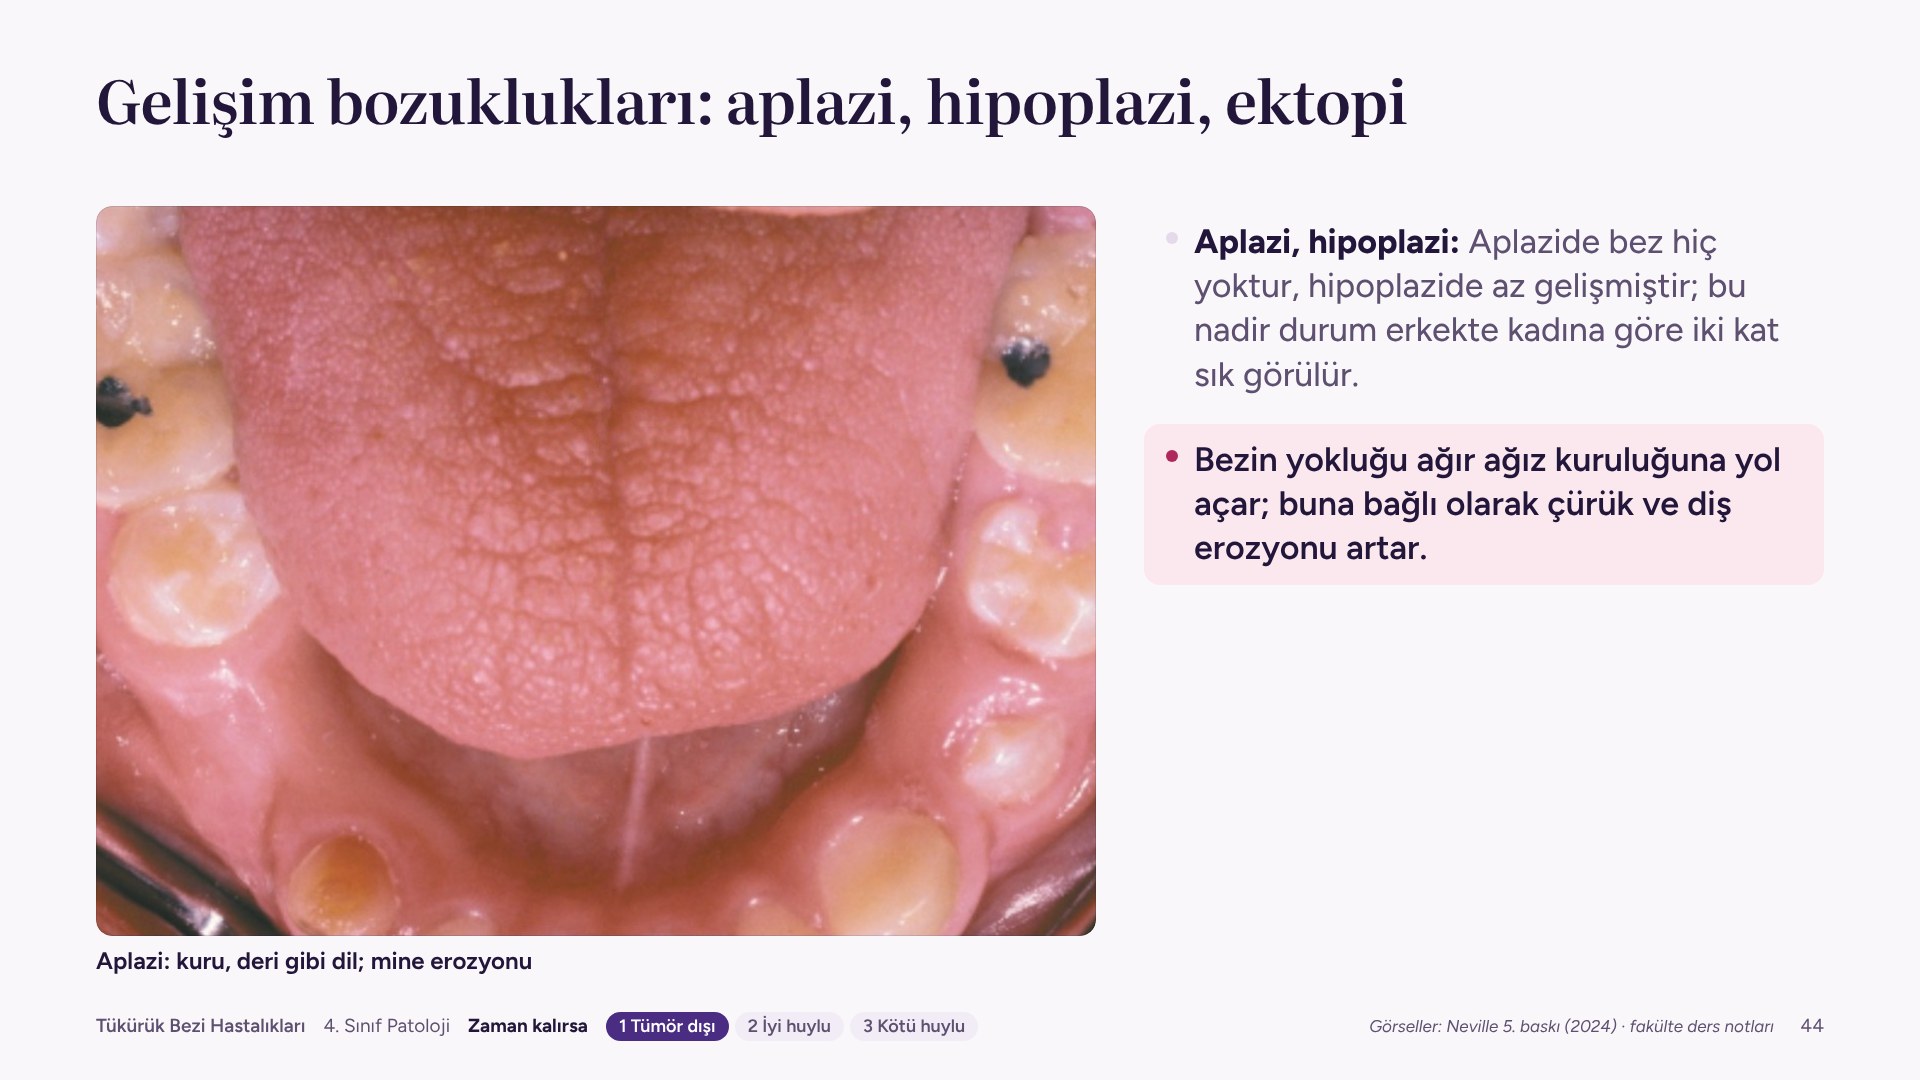 Gelişim bozuklukları: aplazi, hipoplazi, ektopi
Aplazi, hipoplazi: Aplazide bez hiç
yoktur, hipoplazide az gelişmiştir; bu
nadir durum erkekte kadına göre iki kat
sık görülür.
Bezin yokluğu ağır ağız kuruluğuna yol
açar; buna bağlı olarak çürük ve diş
erozyonu artar.
Aplazi: kuru, deri gibi dil; mine erozyonu
Tükürük Bezi Hastalıkları 4. Sınıf Patoloji Zaman kalırsa 1 Tümör dışı 2 İyi huylu 3 Kötü huylu Görseller: Neville 5. baskı (2024) · fakülte ders notları 44